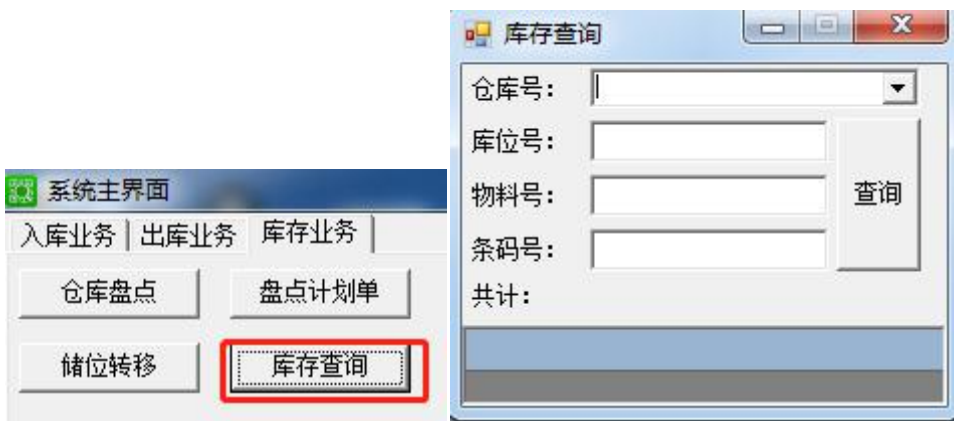 系统主界面
入库业务 出库业务 库存业务
仓库盘点 盘点计划单
储位转移 库存查询
库存查询
仓库号：
库位号：
物料号：
条码号：
查询
共计：